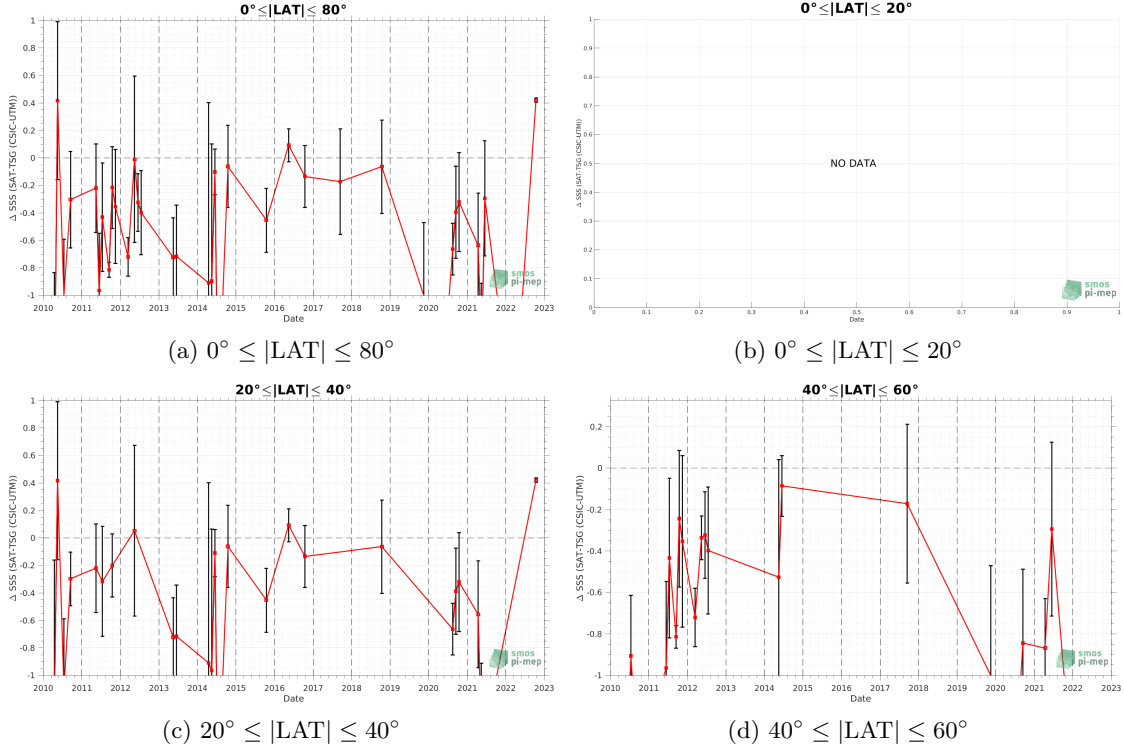 0°≤|LAT|≤ 80°
Δ SSS (SAT-TSG (CSIC-UTM))
1
0.8
0.6
0.4
0.2
0
-0.2
-0.4
-0.6
-0.8
-1
2010 2011 2012 2013 2014 2015 2016 2017 2018 2019 2020 2021 2022 2023
Date
smos
pi-mep
(a) 0° ≤ |LAT| ≤ 80°
0°≤|LAT|≤ 20°
Δ SSS (SAT-TSG (CSIC-UTM))
1
0.9
0.8
0.7
0.6
0.5
0.4
0.3
0.2
0.1
0
NO DATA
0 0.1 0.2 0.3 0.4 0.5 0.6 0.7 0.8 0.9 1
Date
smos
pi-mep
(b) 0° ≤ |LAT| ≤ 20°
20°≤|LAT|≤ 40°
Δ SSS (SAT-TSG (CSIC-UTM))
1
0.8
0.6
0.4
0.2
0
-0.2
-0.4
-0.6
-0.8
-1
2010 2011 2012 2013 2014 2015 2016 2017 2018 2019 2020 2021 2022 2023
Date
smos
pi-mep
(c) 20° ≤ |LAT| ≤ 40°
40°≤|LAT|≤ 60°
Δ SSS (SAT-TSG (CSIC-UTM))
0.2
0
-0.2
-0.4
-0.6
-0.8
-1
2010 2011 2012 2013 2014 2015 2016 2017 2018 2019 2020 2021 2022 2023
Date
smos
pi-mep
(d) 40° ≤ |LAT| ≤ 60°